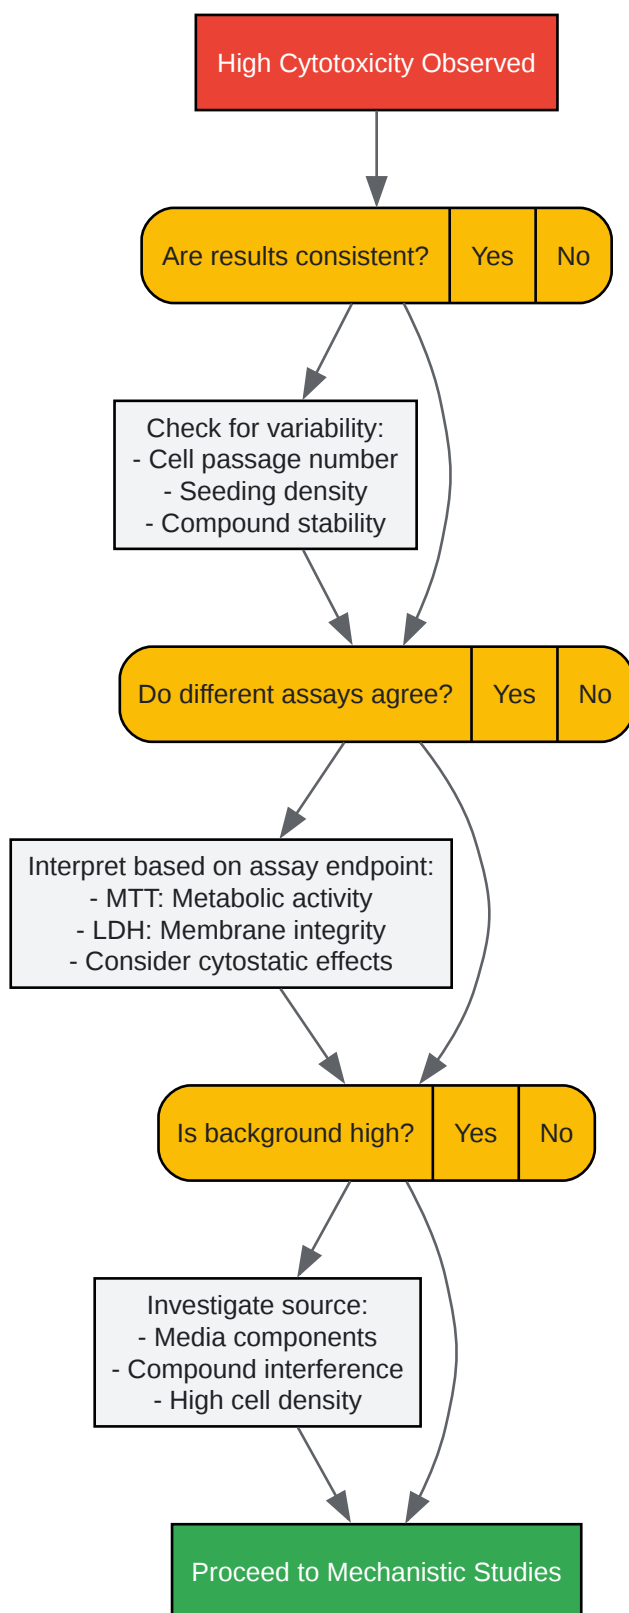 High Cytotoxicity Observed
Are results consistent? Yes No
Check for variability:
- Cell passage number
- Seeding density
- Compound stability
Do different assays agree? Yes No
Interpret based on assay endpoint:
- MTT: Metabolic activity
- LDH: Membrane integrity
- Consider cytostatic effects
Is background high? Yes No
Investigate source:
- Media components
- Compound interference
- High cell density
Proceed to Mechanistic Studies